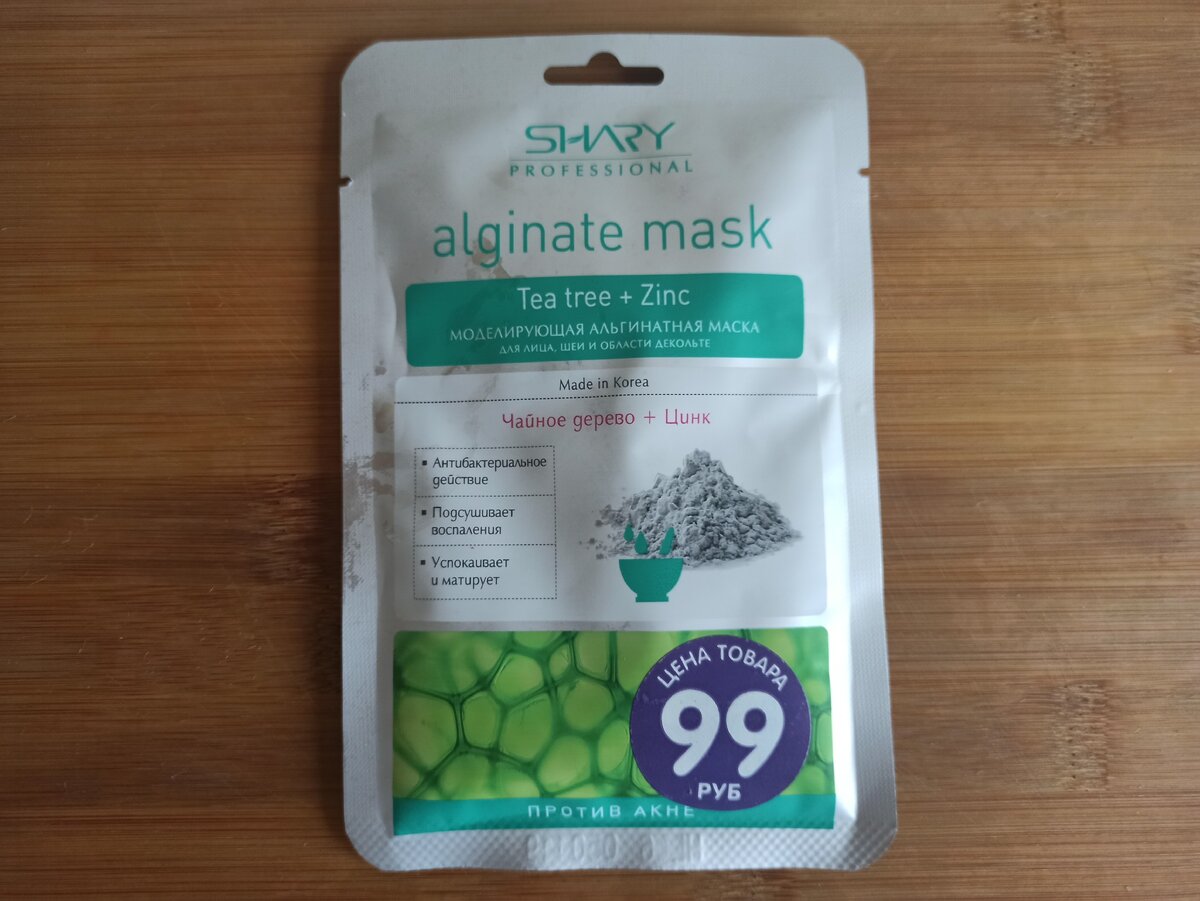 SHARY
PROFESSIONAL
alginate mask
Tea tree + Zinc
МОДЕЛИРУЮЩАЯ АЛЬГИНАТНАЯ МАСКА
ДЛЯ ЛИЦА, ШЕИ И ОБЛАСТИ ДЕКОЛЬТЕ
Made in Korea
Чайное дерево + Цинк
▪ Антибактериальное
действие
▪ Подсушивает
воспаления
▪ Успокаивает
и матирует
ЦЕНА ТОВАРА
99
РУБ
ПРОТИВ АКНЕ